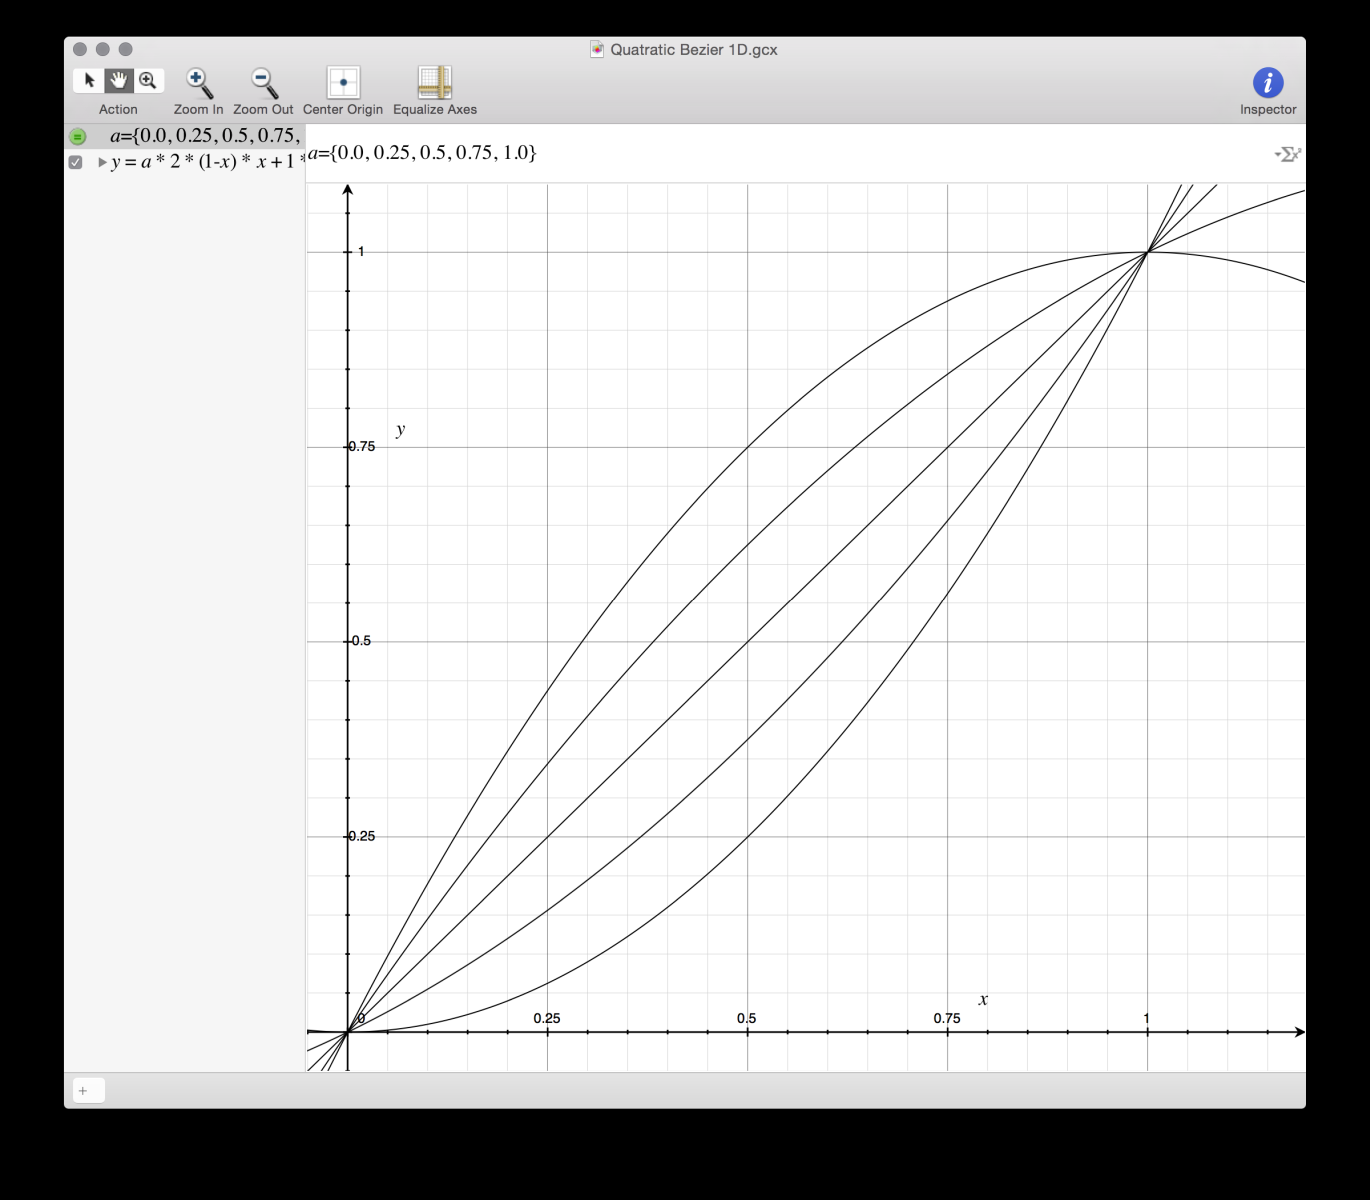 Quatratic Bezier 1D.gcx
Action Zoom In Zoom Out Center Origin Equalize Axes Inspector
a={0.0, 0.25, 0.5, 0.75,
y = a * 2 * (1-x) * x + 1 *
a={0.0, 0.25, 0.5, 0.75, 1.0}
Σx²
1
y
0.75
0.5
0.25
x
0 0.25 0.5 0.75 1
+